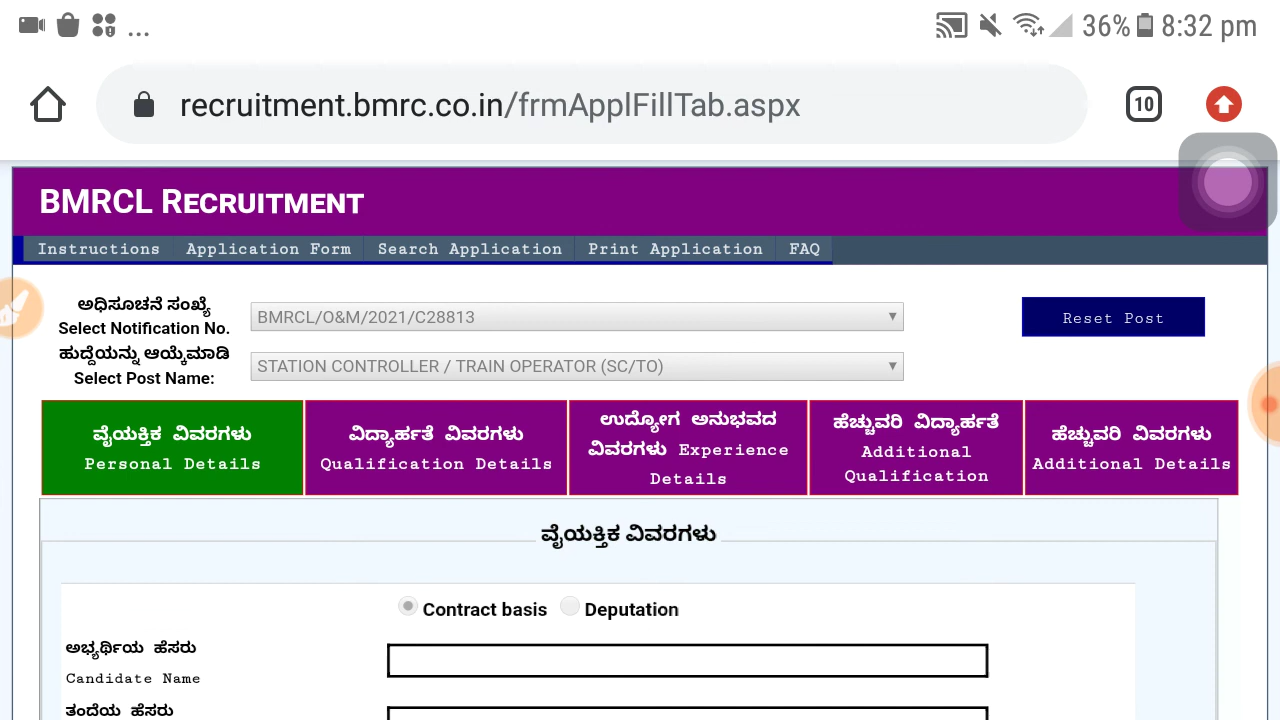 ...
36% 8:32 pm
recruitment.bmrc.co.in/frmApplFillTab.aspx
10
BMRCL RECRUITMENT
Instructions Application Form Search Application Print Application FAQ
ಅಧಿಸೂಚನೆ ಸಂಖ್ಯೆ
Select Notification No.
BMRCL/O&M/2021/C28813
Reset Post
ಹುದ್ದೆಯನ್ನು ಆಯ್ಕೆಮಾಡಿ
Select Post Name:
STATION CONTROLLER / TRAIN OPERATOR (SC/TO)
ವೈಯಕ್ತಿಕ ವಿವರಗಳು
Personal Details
ವಿದ್ಯಾರ್ಹತೆ ವಿವರಗಳು
Qualification Details
ಉದ್ಯೋಗ ಅನುಭವದ
ವಿವರಗಳು Experience
Details
ಹೆಚ್ಚುವರಿ ವಿದ್ಯಾರ್ಹತೆ
Additional
Qualification
ಹೆಚ್ಚುವರಿ ವಿವರಗಳು
Additional Details
ವೈಯಕ್ತಿಕ ವಿವರಗಳು
Contract basis Deputation
ಅಭ್ಯರ್ಥಿಯ ಹೆಸರು
Candidate Name
ತಂದೆಯ ಹೆಸರು